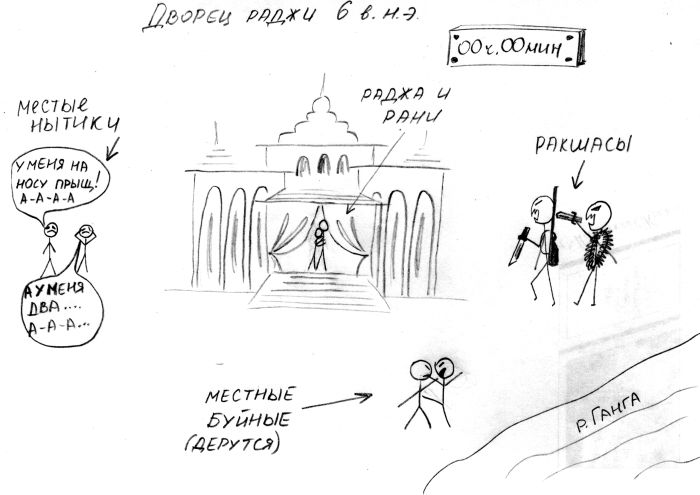 Дворец раджи 6 в. н.э.
00ч. 00мин
местые
нытики
У МЕНЯ НА
НОСУ ПРЫЩ!
А-А-А-А
А У МЕНЯ
ДВА....
А-А-А...
РАДЖА И
РАНИ
РАКШАСЫ
МЕСТНЫЕ
БУЙНЫЕ
(ДЕРУТСЯ)
Р. ГАНГА